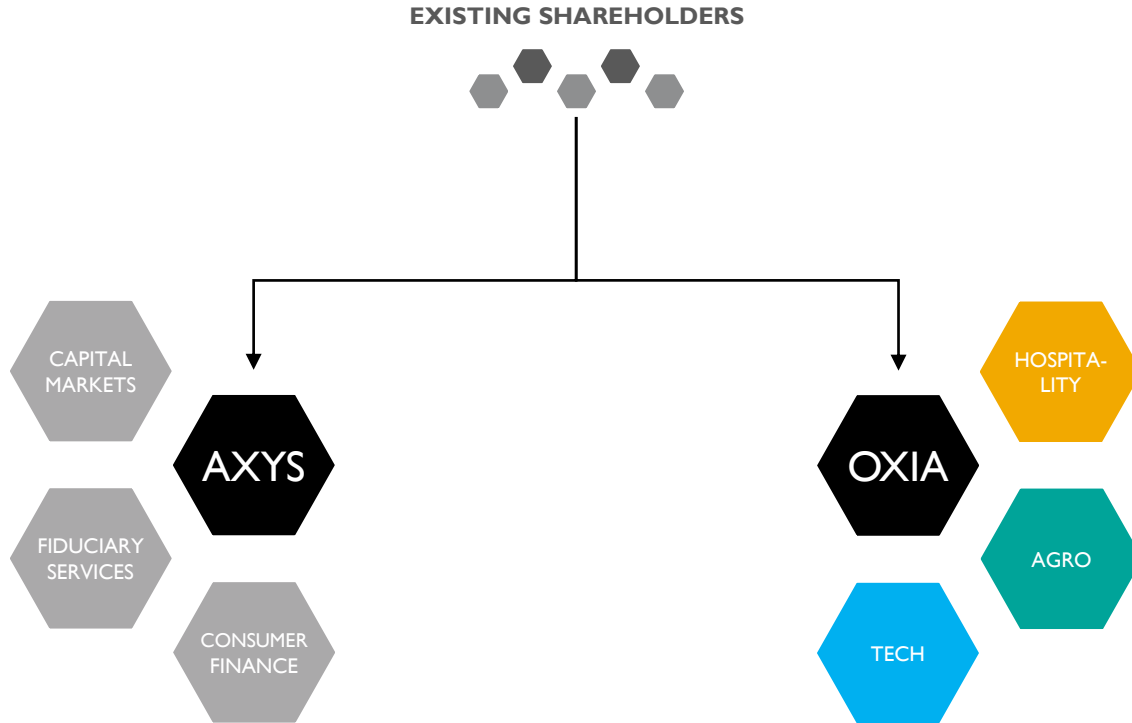 EXISTING SHAREHOLDERS
CAPITAL
MARKETS
AXYS
FIDUCIARY
SERVICES
CONSUMER
FINANCE
HOSPITA-
LITY
OXIA
AGRO
TECH